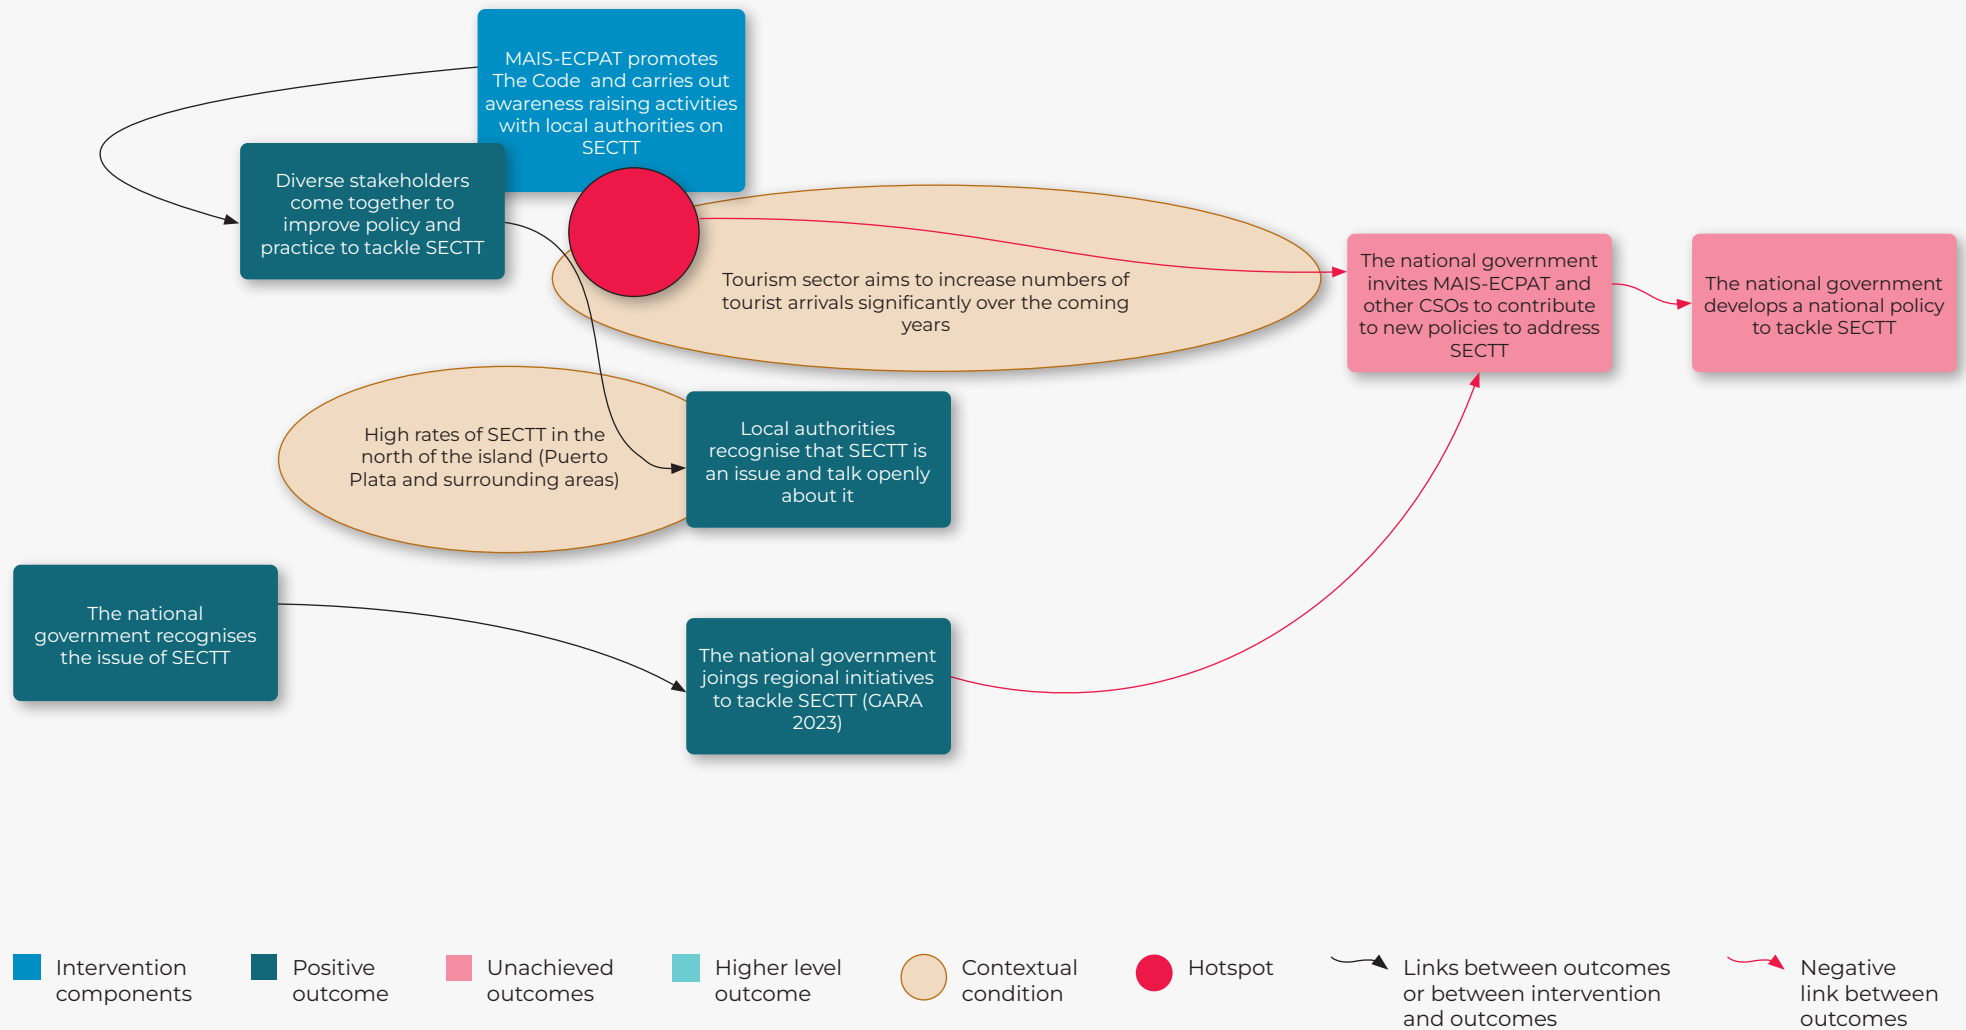 MAIS-ECPAT promotes
The Code  and carries out
awareness raising activities
with local authorities on
SECTT
Diverse stakeholders
come together to
improve policy and
practice to tackle SECTT
Tourism sector aims to increase numbers of
tourist arrivals significantly over the coming
years
The national government
invites MAIS-ECPAT and
other CSOs to contribute
to new policies to address
SECTT
The national government
develops a national policy
to tackle SECTT
High rates of SECTT in the
north of the island (Puerto
Plata and surrounding areas)
Local authorities
recognise that SECTT is
an issue and talk openly
about it
The national
government recognises
the issue of SECTT
The national government
joings regional initiatives
to tackle SECTT (GARA
2023)
Intervention
components
Positive
outcome
Unachieved
outcomes
Higher level
outcome
Contextual
condition
Hotspot
Links between outcomes
or between intervention
and outcomes
Negative
link between
outcomes